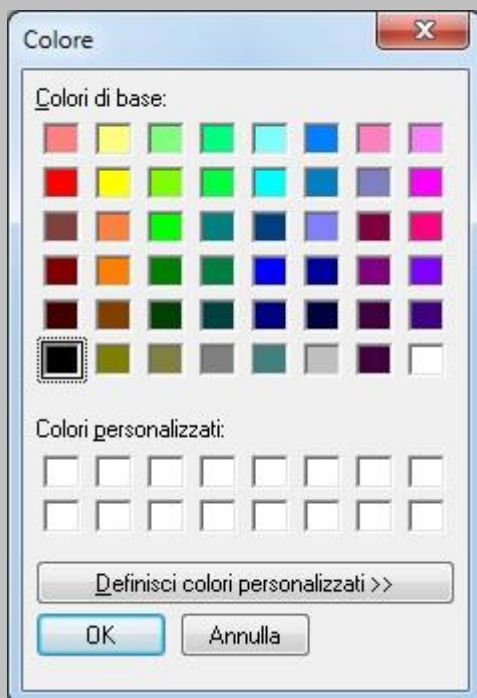 Colore
Colori di base:
Colori personalizzati:
Definisci colori personalizzati >>
OK
Annulla